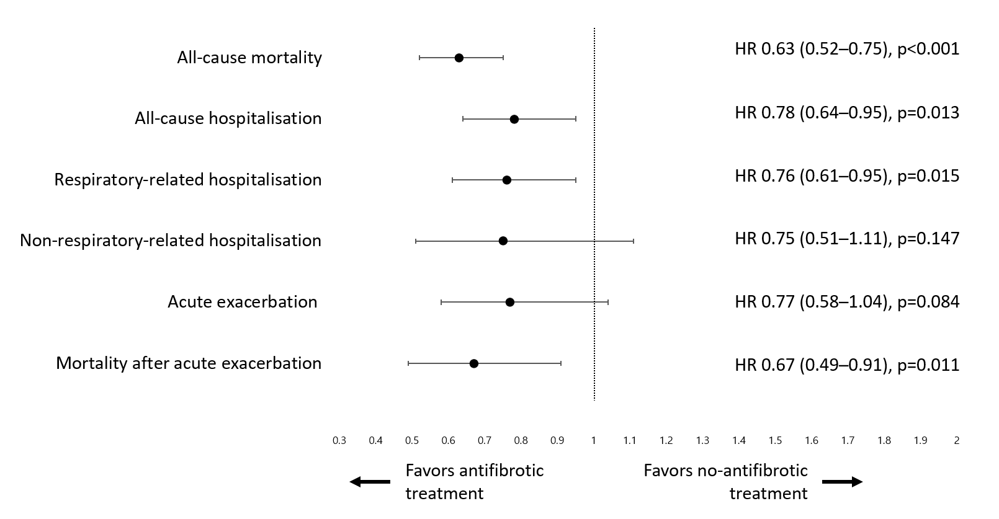 All-cause mortality
HR 0.63 (0.52–0.75), p<0.001
All-cause hospitalisation
HR 0.78 (0.64–0.95), p=0.013
Respiratory-related hospitalisation
HR 0.76 (0.61–0.95), p=0.015
Non-respiratory-related hospitalisation
HR 0.75 (0.51–1.11), p=0.147
Acute exacerbation
HR 0.77 (0.58–1.04), p=0.084
Mortality after acute exacerbation
HR 0.67 (0.49–0.91), p=0.011
0.3 0.4 0.5 0.6 0.7 0.8 0.9 1 1.1 1.2 1.3 1.4 1.5 1.6 1.7 1.8 1.9 2
Favors antifibrotic
treatment
Favors no-antifibrotic
treatment